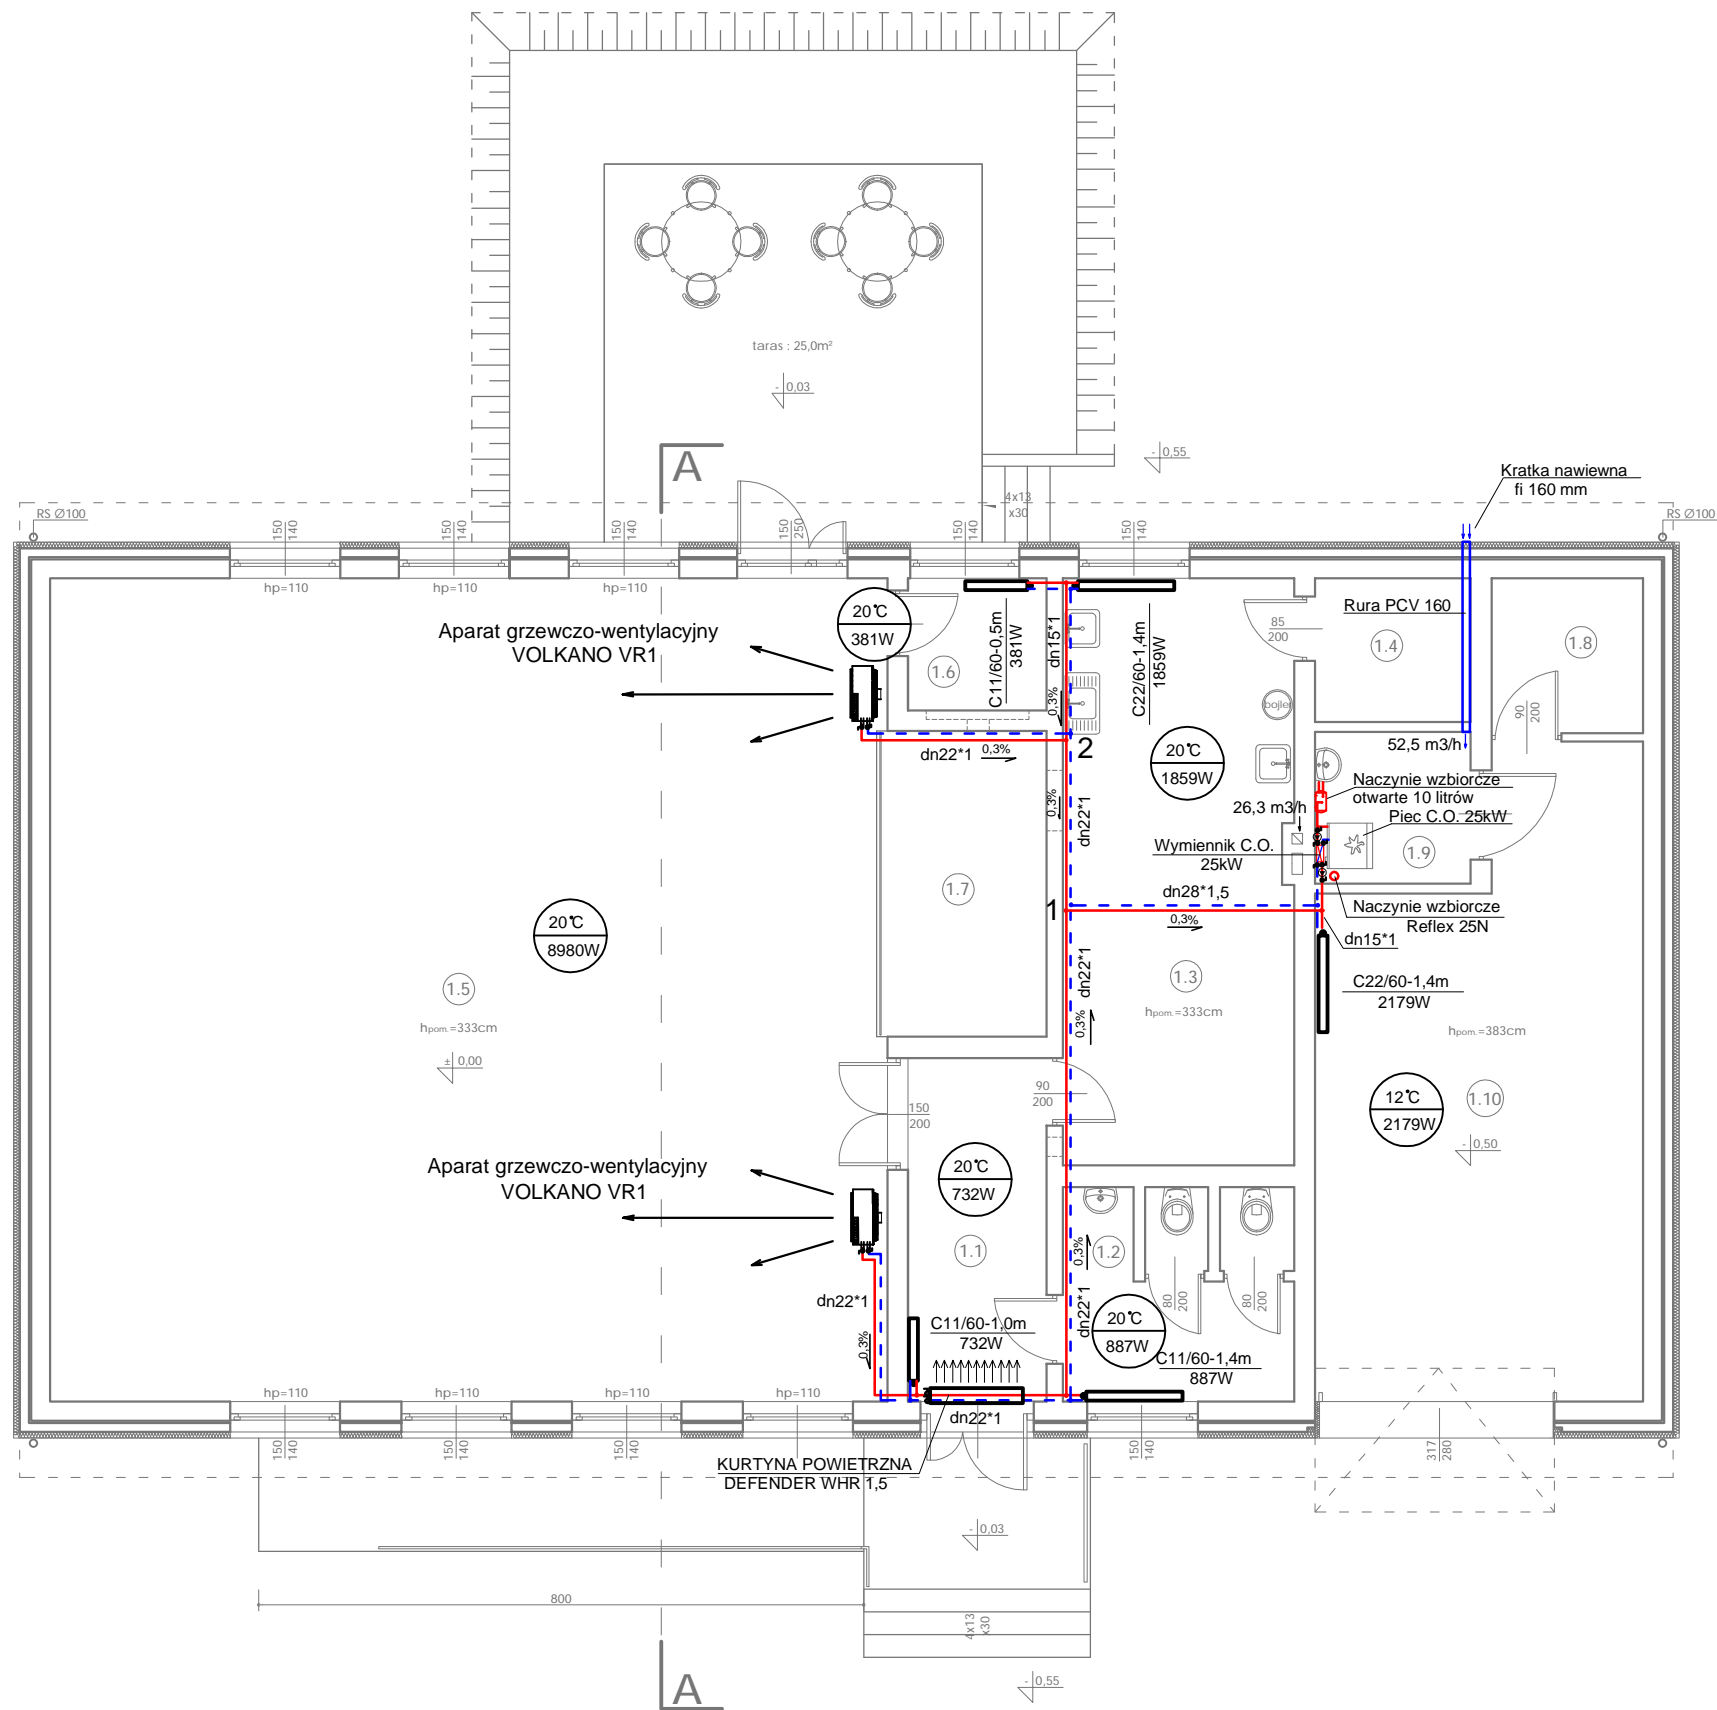 taras : 25,0m²
- 0,03
A
- 0,55
Kratka nawiewna
fi 160 mm
4x13
x30
RS Ø100
RS Ø100
150
140
150
140
150
140
150
250
150
140
150
140
hp=110
hp=110
hp=110
20°C
381W
Aparat grzewczo-wentylacyjny
VOLKANO VR1
1.6
C11/60-0,5m
381W
dn15*1
0,3%
C22/60-1,4m
1859W
85
200
Rura PCV 160
1.4
1.8
bojler
90
200
dn22*1
0,3%
2
20°C
1859W
52,5 m3/h
Naczynie wzbiorcze
otwarte 10 litrów
Piec C.O. 25kW
0,3%
dn22*1
26,3 m3/h
Wymiennik C.O.
25kW
1.9
1.7
dn28*1,5
1
0,3%
Naczynie wzbiorcze
Reflex 25N
dn15*1
20°C
8980W
1.5
hpom.=333cm
± 0,00
dn22*1
0,3%
1.3
hpom.=333cm
C22/60-1,4m
2179W
hpom.=383cm
90
200
150
200
12°C
2179W
1.10
- 0,50
Aparat grzewczo-wentylacyjny
VOLKANO VR1
20°C
732W
1.1
0,3%
1.2
dn22*1
0,3%
dn22*1
80
200
80
200
C11/60-1,0m
732W
20°C
887W
C11/60-1,4m
887W
hp=110
hp=110
hp=110
hp=110
dn22*1
150
140
150
140
150
140
150
140
317
280
KURTYNA POWIETRZNA
DEFENDER WHR 1,5
- 0,03
800
4x13
x30
- 0,55
A